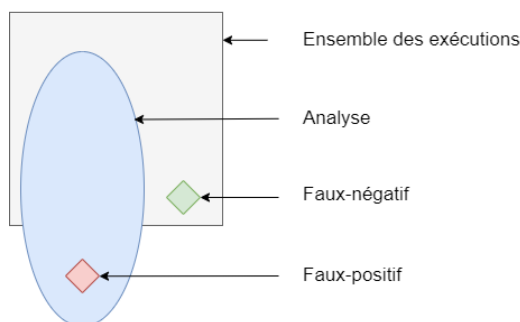 Ensemble des exécutions
Analyse
Faux-négatif
Faux-positif